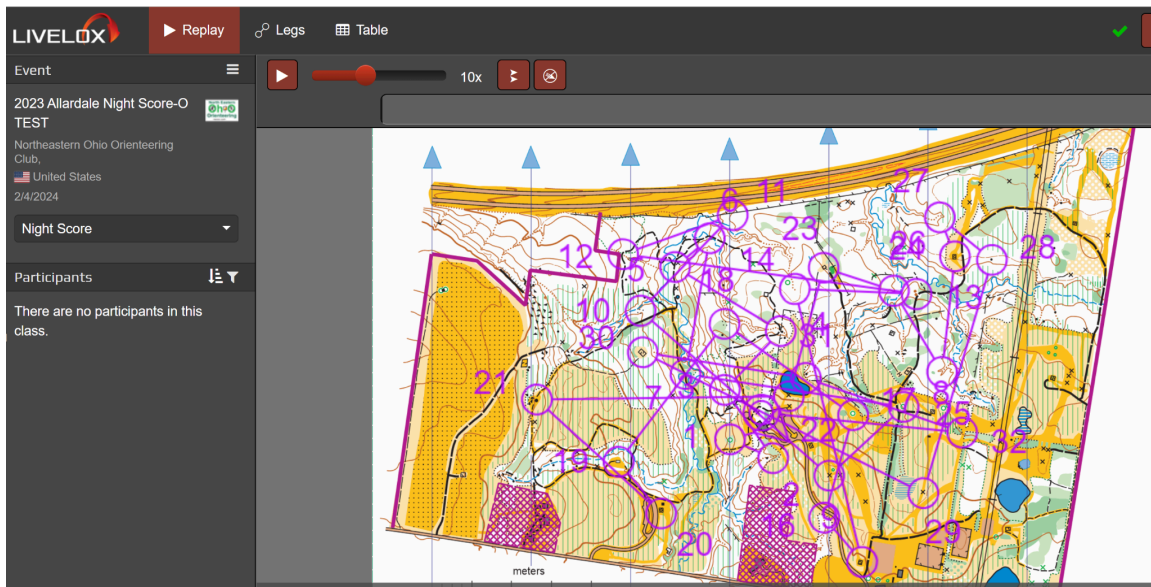 LIVELOX
Replay
Legs
Table
Event
2023 Allardale Night Score-O
TEST
Northeastern Ohio Orienteering
Club,
United States
2/4/2024
Night Score
Participants
There are no participants in this
class.
10x
27
11
6
23
12
5
14
26
28
18
13
10
4
30
31
21
7
3
17
8
25
1
22
32
19
2
20
16
9
29
meters